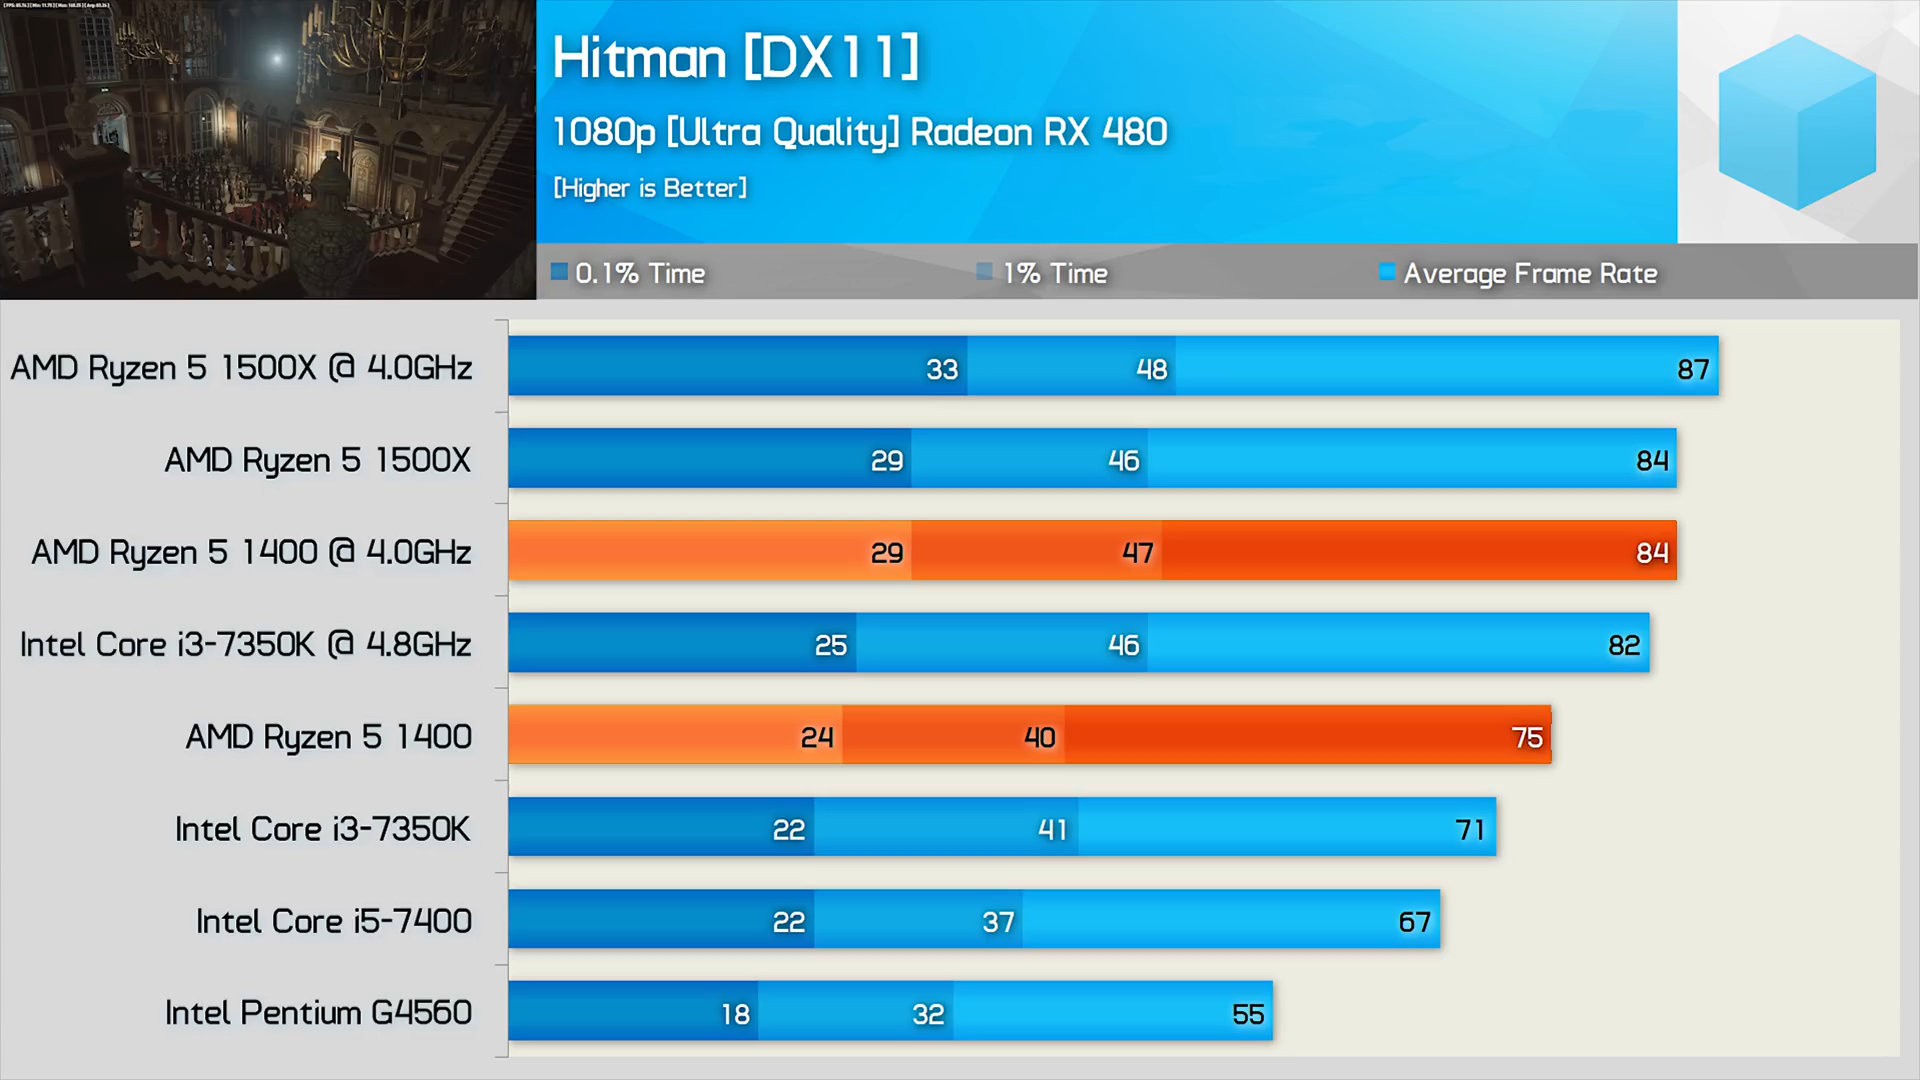 Hitman [DX11]
1080p [Ultra Quality] Radeon RX 480
[Higher is Better]
0.1% Time
1% Time
Average Frame Rate
AMD Ryzen 5 1500X @ 4.0GHz
33
48
87
AMD Ryzen 5 1500X
29
46
84
AMD Ryzen 5 1400 @ 4.0GHz
29
47
84
Intel Core i3-7350K @ 4.8GHz
25
46
82
AMD Ryzen 5 1400
24
40
75
Intel Core i3-7350K
22
41
71
Intel Core i5-7400
22
37
67
Intel Pentium G4560
18
32
55